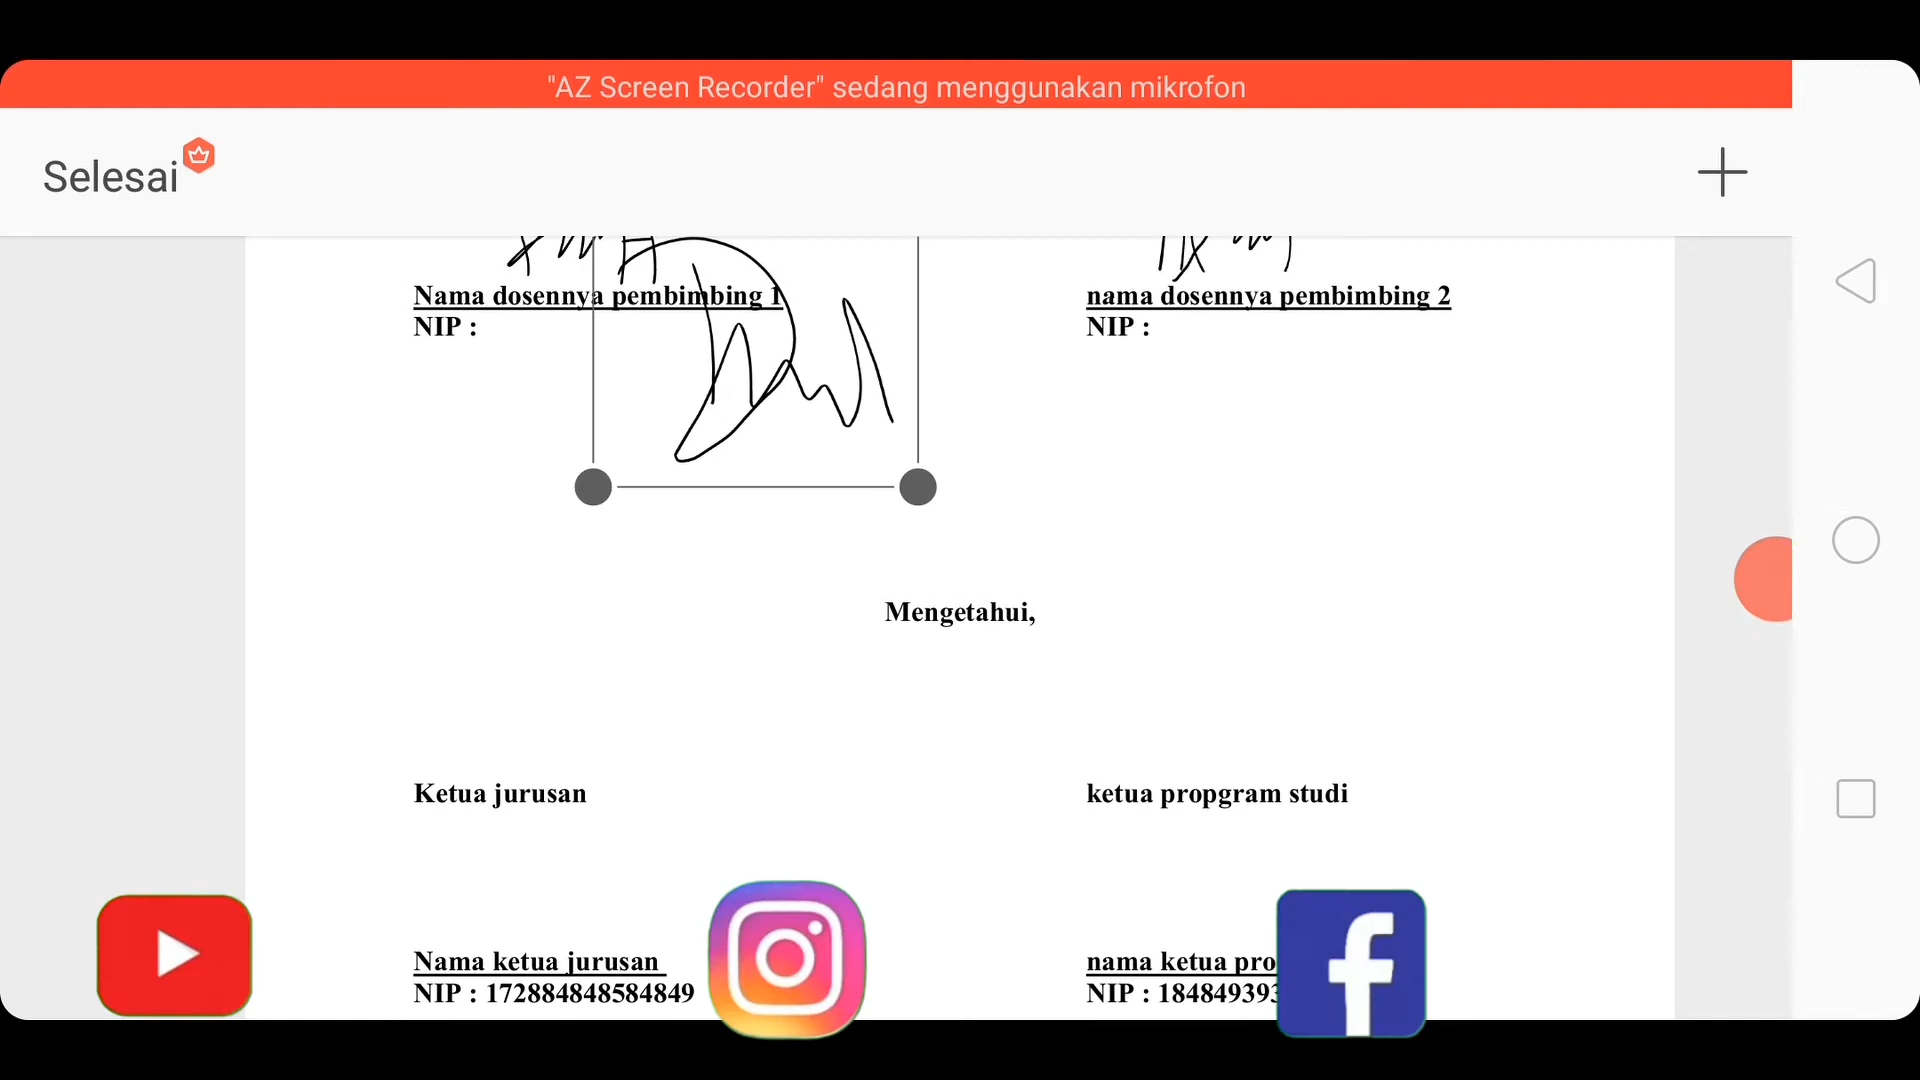 "AZ Screen Recorder" sedang menggunakan mikrofon
Selesai
Nama dosennya pembimbing 1
NIP :
nama dosennya pembimbing 2
NIP :
Mengetahui,
Ketua jurusan
ketua propgram studi
Nama ketua jurusan
NIP : 172884848584849
nama ketua pro
NIP : 18484939